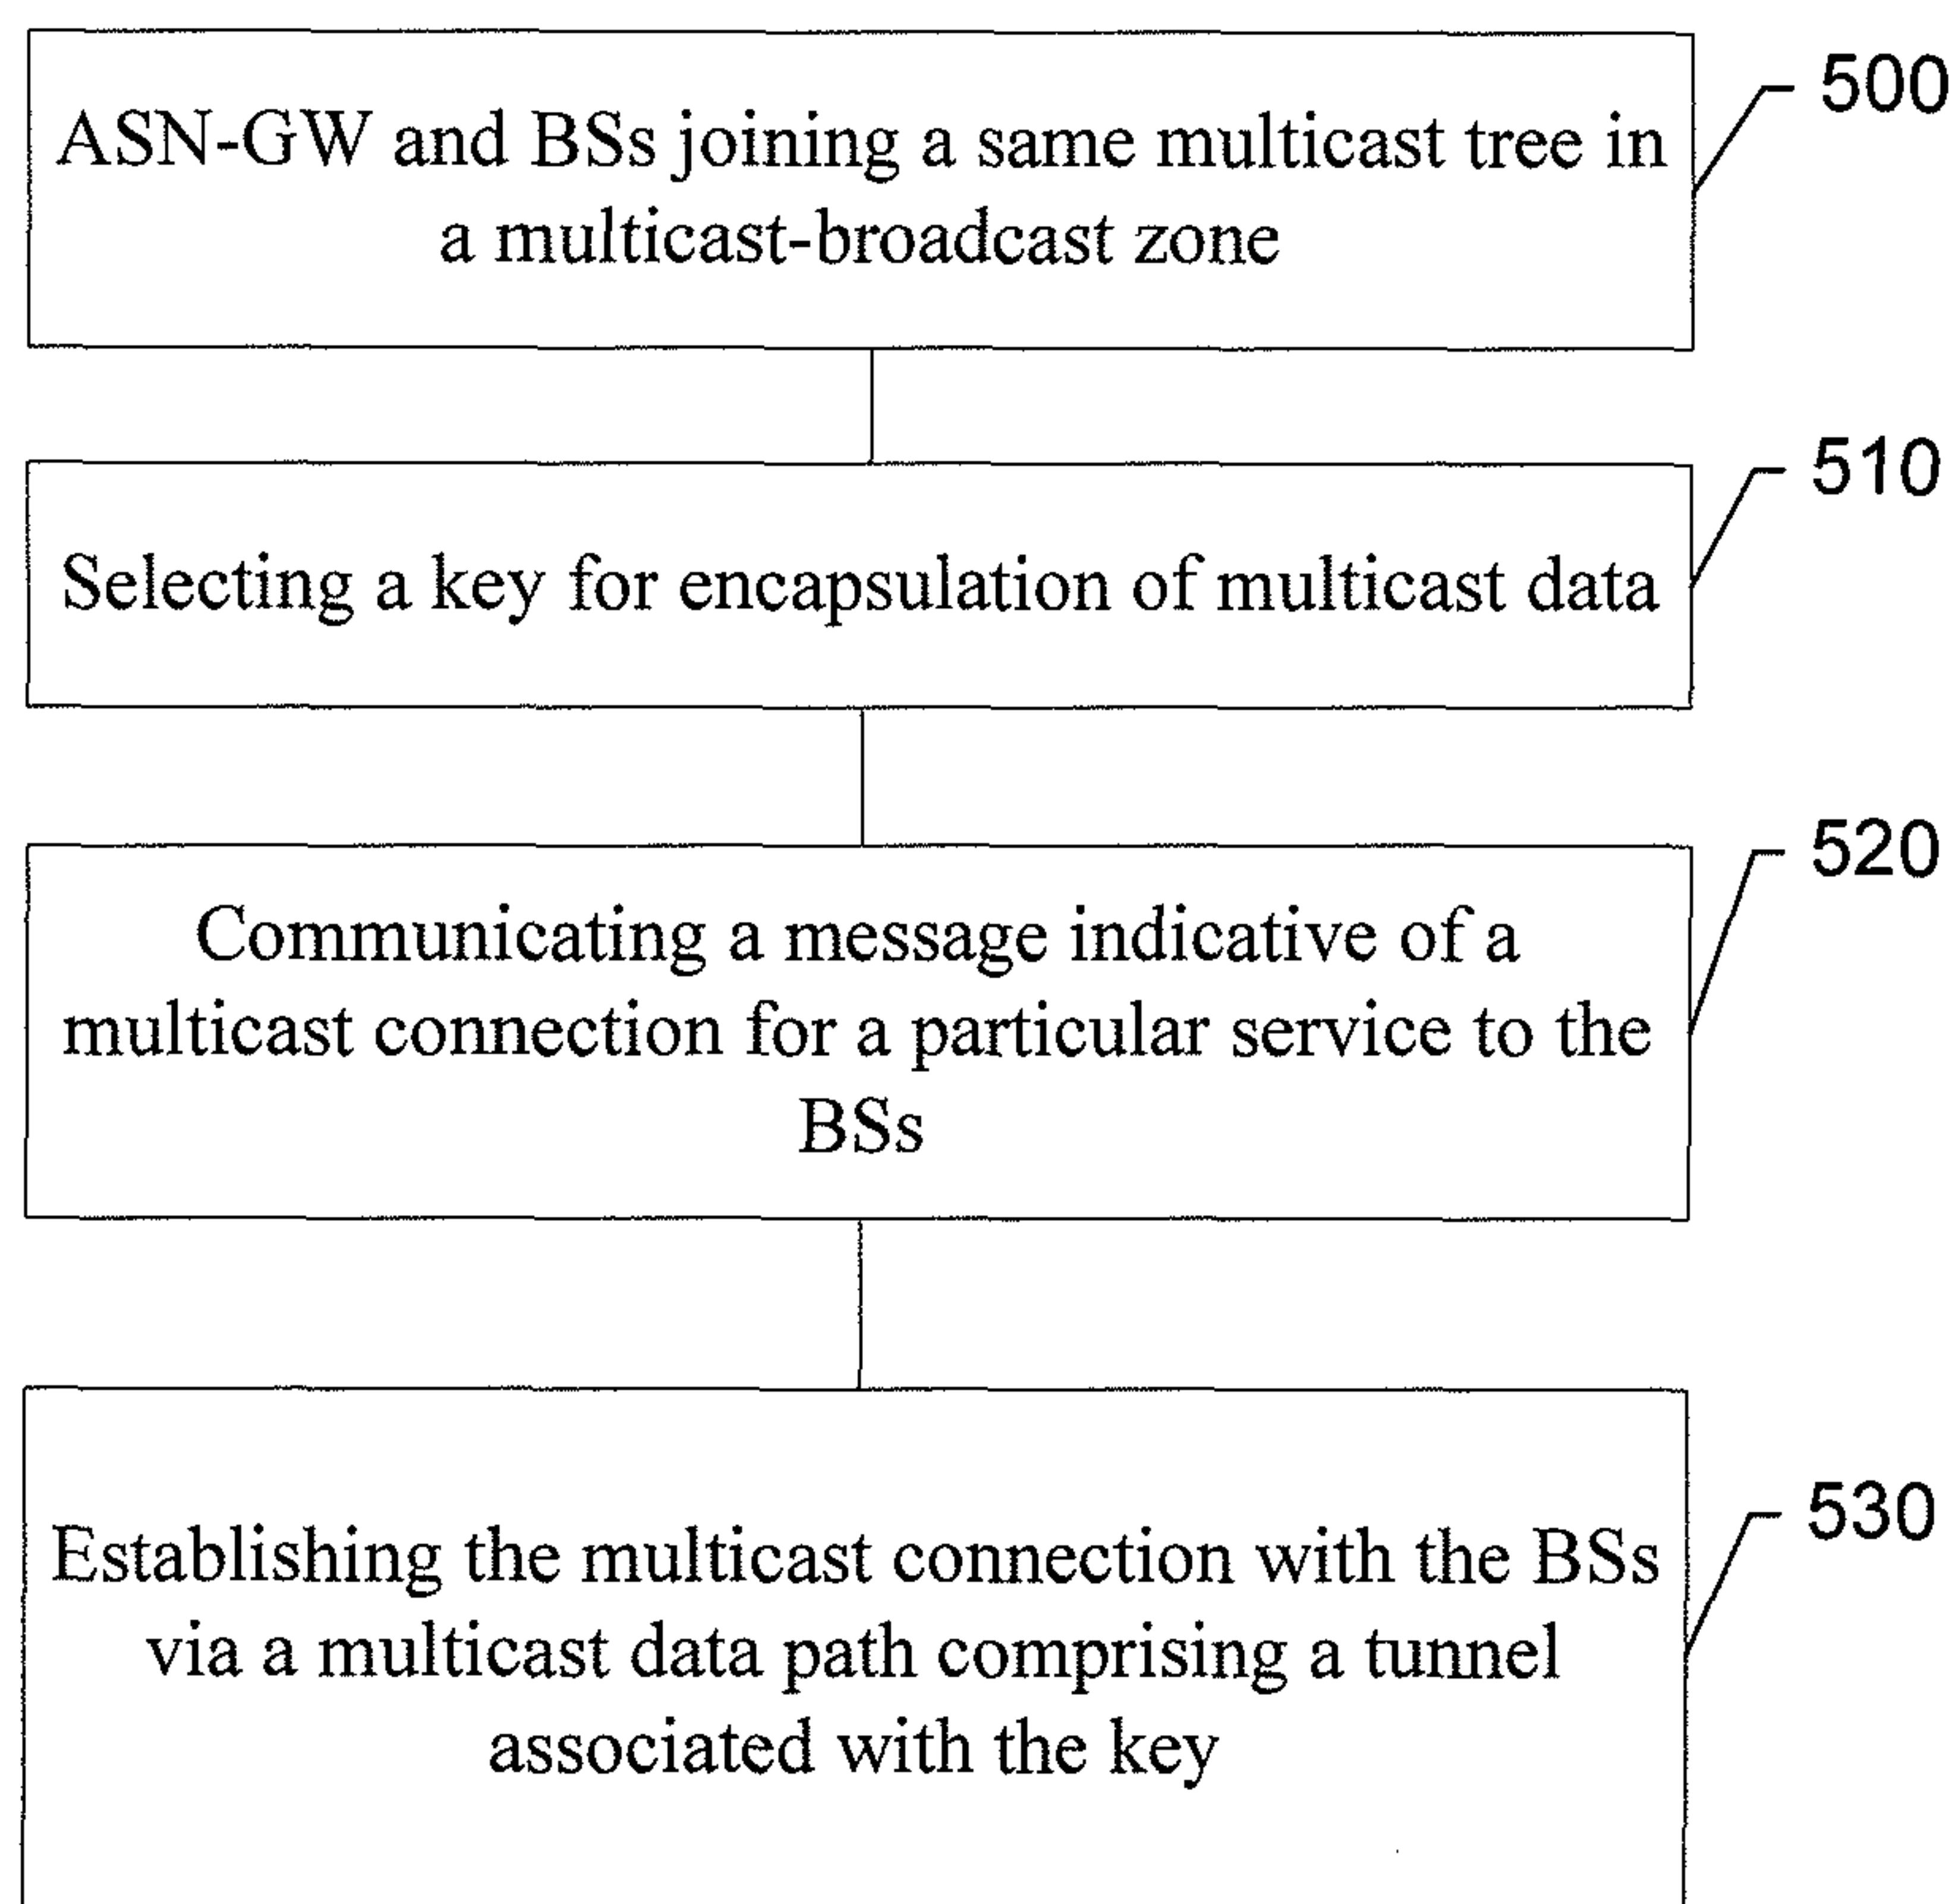 500
ASN-GW and BSs joining a same multicast tree in
a multicast-broadcast zone
510
Selecting a key for encapsulation of multicast data
520
Communicating a message indicative of a
multicast connection for a particular service to the
BSs
530
Establishing the multicast connection with the BSs
via a multicast data path comprising a tunnel
associated with the key